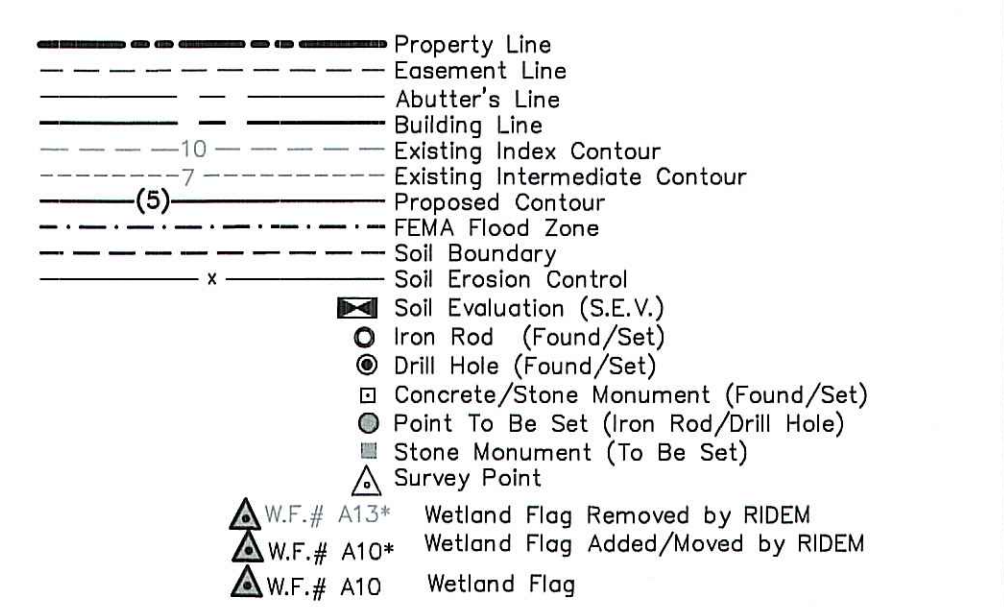 Property Line
Easement Line
Abutter's Line
Building Line
10 Existing Index Contour
7 Existing Intermediate Contour
(5) Proposed Contour
FEMA Flood Zone
Soil Boundary
x Soil Erosion Control
Soil Evaluation (S.E.V.)
Iron Rod (Found/Set)
Drill Hole (Found/Set)
Concrete/Stone Monument (Found/Set)
Point To Be Set (Iron Rod/Drill Hole)
Stone Monument (To Be Set)
Survey Point
W.F.# A13* Wetland Flag Removed by RIDEM
W.F.# A10* Wetland Flag Added/Moved by RIDEM
W.F.# A10 Wetland Flag